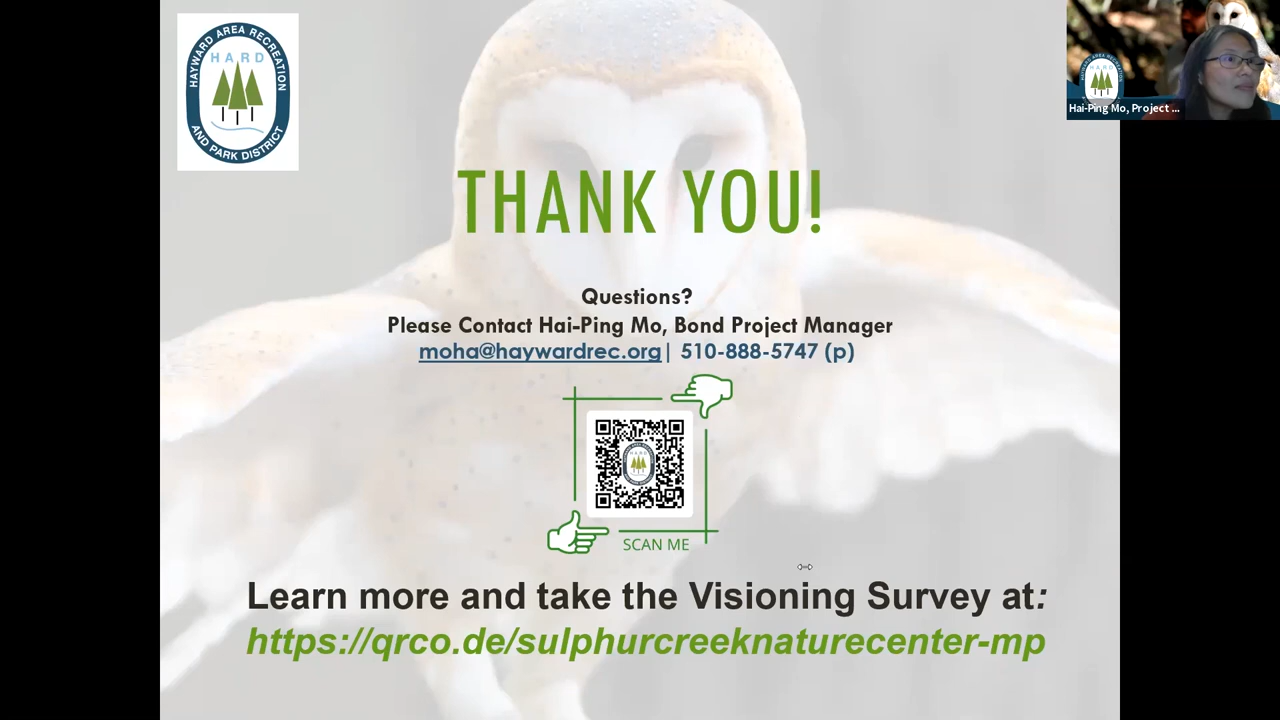 HAYWARD AREA RECREATION
HARD
AND PARK DISTRICT
Hai-Ping Mo, Project ...
THANK YOU!
Questions?
Please Contact Hai-Ping Mo, Bond Project Manager
moha@haywardrec.org| 510-888-5747 (p)
SCAN ME
Learn more and take the Visioning Survey at:
https://qrco.de/sulphurcreeknaturecenter-mp